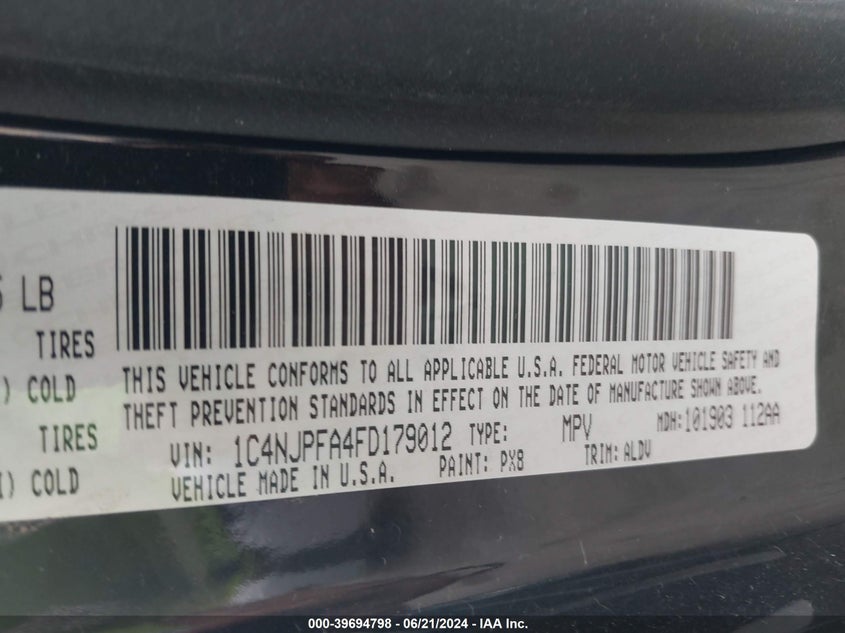 5 LB
TIRES
) COLD
TIRES
I) COLD
THIS VEHICLE CONFORMS TO ALL APPLICABLE U.S.A. FEDERAL MOTOR VEHICLE SAFETY AND
THEFT PREVENTION STANDARDS IN EFFECT ON THE DATE OF MANUFACTURE SHOWN ABOVE.
VIN: 1C4NJPFA4FD179012 TYPE: MPV MDH: 101903 112AA
VEHICLE MADE IN U.S.A. PAINT: PX8 TRIM: ALDV
000-39694798 - 06/21/2024 - IAA Inc.